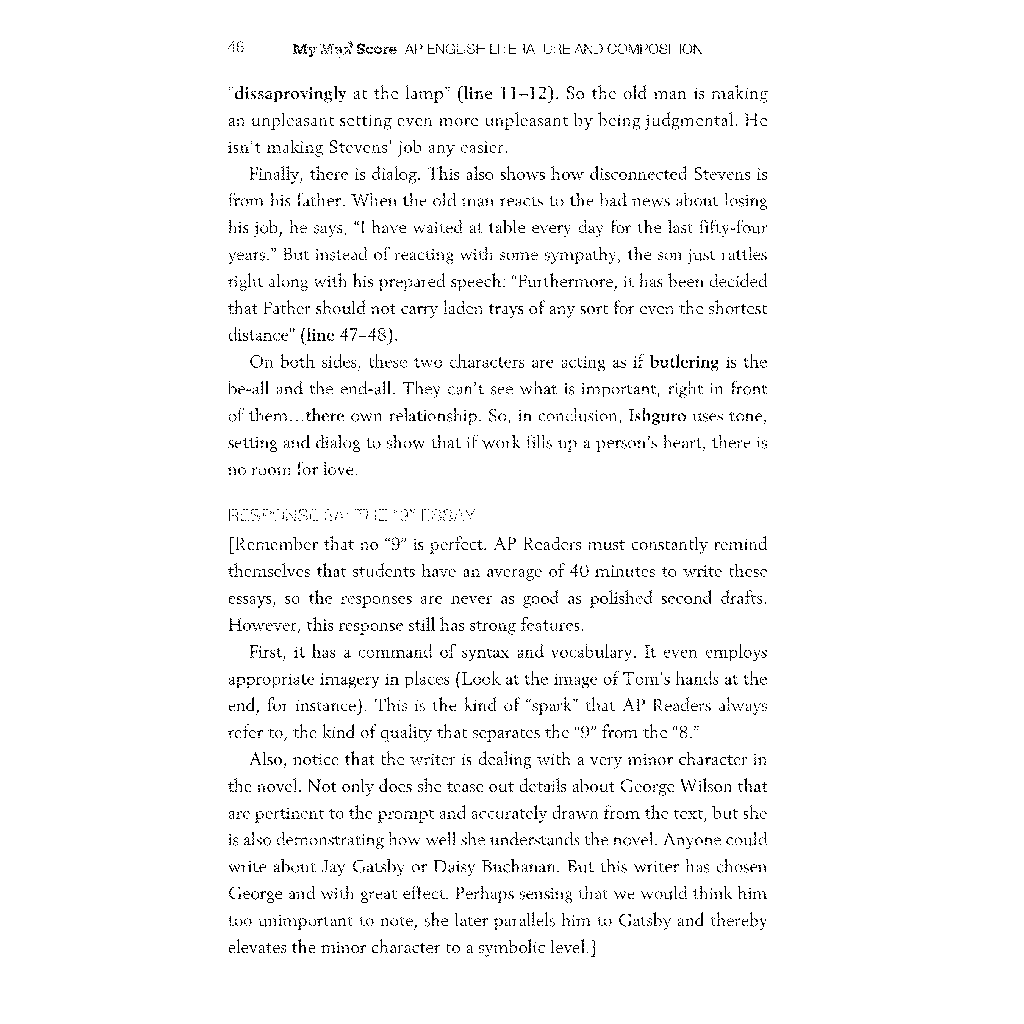 46 My Max Score AP ENGLISH LITERATURE AND COMPOSITION
"dissaprovingly at the lamp" (line 11–12). So the old man is making
an unpleasant setting even more unpleasant by being judgmental. He
isn't making Stevens' job any easier.
Finally, there is dialog. This also shows how disconnected Stevens is
from his father. When the old man reacts to the bad news about losing
his job, he says, "I have waited at table every day for the last fifty-four
years." But instead of reacting with some sympathy, the son just rattles
right along with his prepared speech: "Furthermore, it has been decided
that Father should not carry laden trays of any sort for even the shortest
distance" (line 47–48).
On both sides, these two characters are acting as if butlering is the
be-all and the end-all. They can't see what is important, right in front
of them...there own relationship. So, in conclusion, Ishguro uses tone,
setting and dialog to show that if work fills up a person's heart, there is
no room for love.
RESPONSE 3A: THE "9" ESSAY
[Remember that no "9" is perfect. AP Readers must constantly remind
themselves that students have an average of 40 minutes to write these
essays, so the responses are never as good as polished second drafts.
However, this response still has strong features.
First, it has a command of syntax and vocabulary. It even employs
appropriate imagery in places (Look at the image of Tom's hands at the
end, for instance). This is the kind of "spark" that AP Readers always
refer to, the kind of quality that separates the "9" from the "8."
Also, notice that the writer is dealing with a very minor character in
the novel. Not only does she tease out details about George Wilson that
are pertinent to the prompt and accurately drawn from the text, but she
is also demonstrating how well she understands the novel. Anyone could
write about Jay Gatsby or Daisy Buchanan. But this writer has chosen
George and with great effect. Perhaps sensing that we would think him
too unimportant to note, she later parallels him to Gatsby and thereby
elevates the minor character to a symbolic level.]